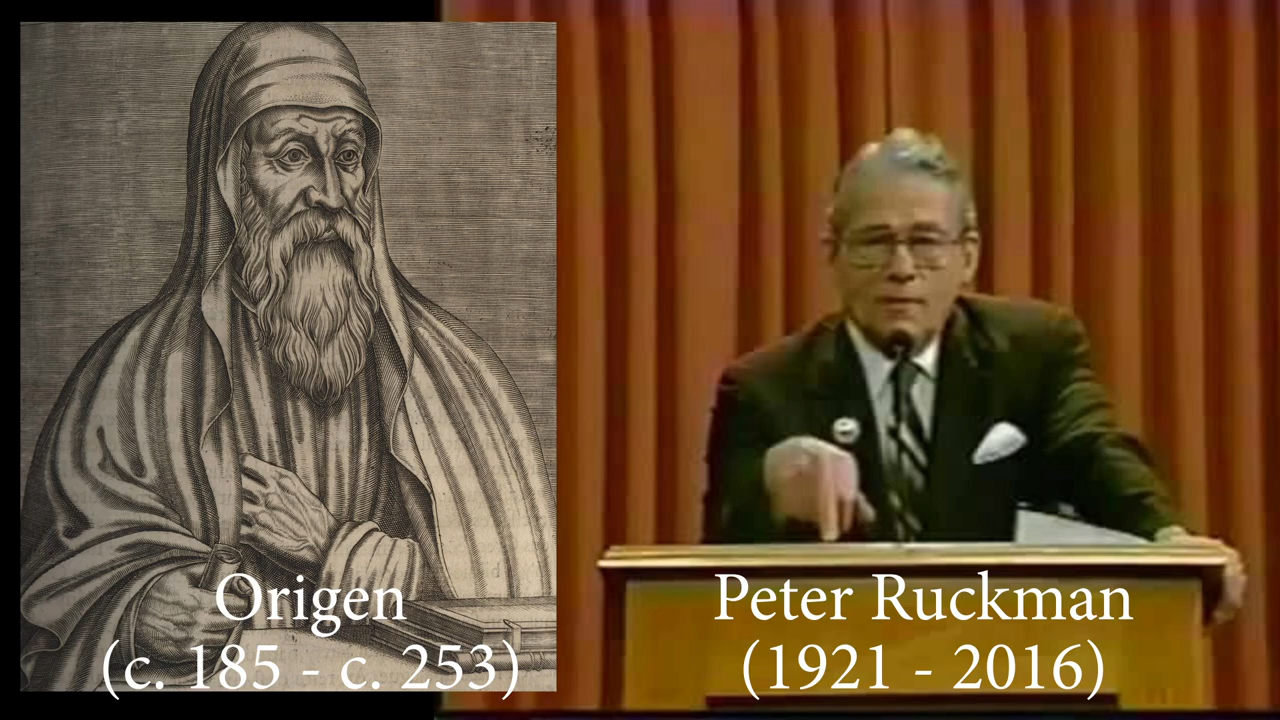 Origen
(c. 185 - c. 253)
Peter Ruckman
(1921 - 2016)